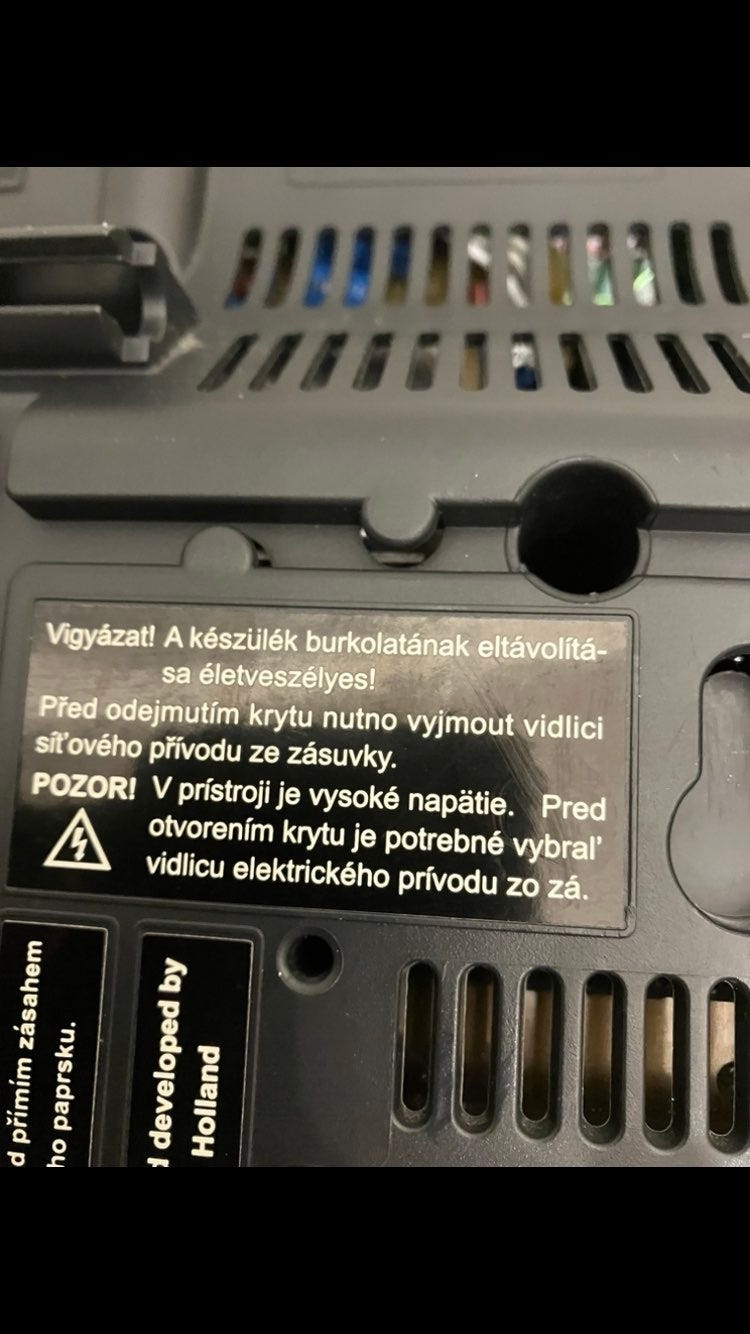 Vigyázat! A készülék burkolatának eltávolítá-
sa életveszélyes!
Před odejmutím krytu nutno vyjmout vidlici
síťového přívodu ze zásuvky.
POZOR! V prístroji je vysoké napätie. Pred
otvorením krytu je potrebné vybraľ
vidlicu elektrického prívodu zo zá.
d přímím zásahem
ho paprsku.
d developed by
Holland